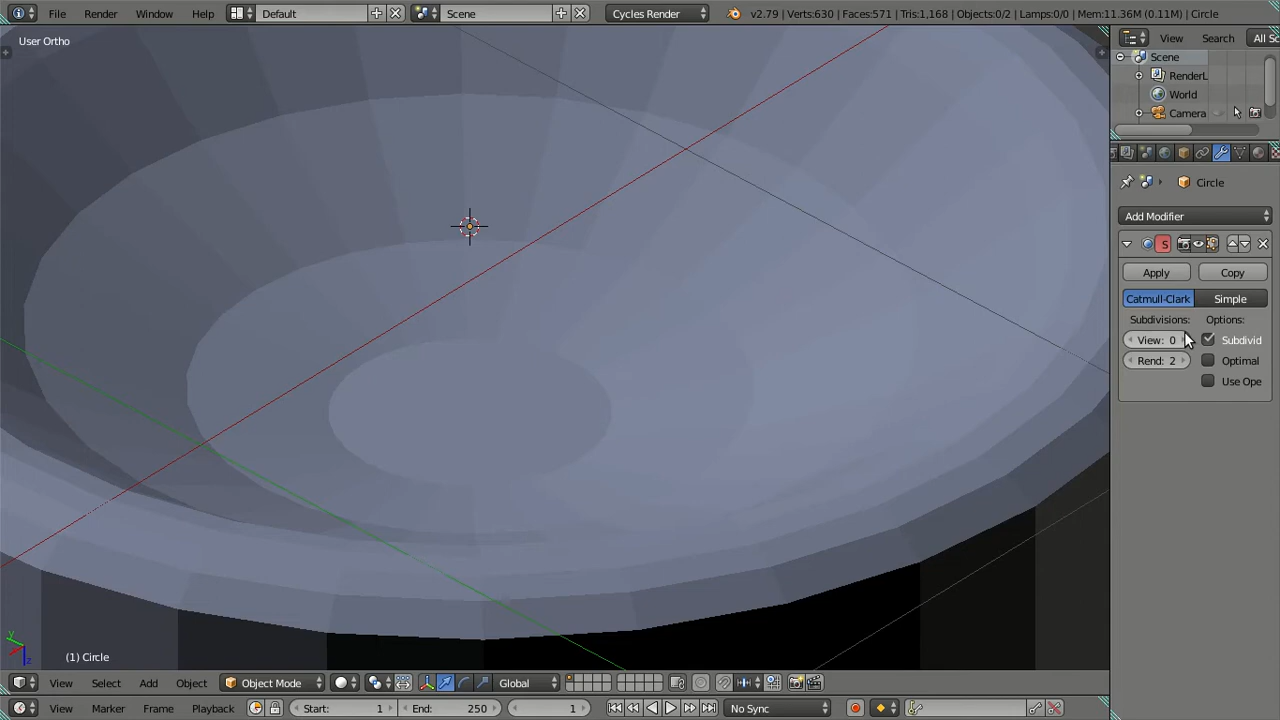 File Render Window Help Default Scene Cycles Render v2.79 | Verts:630 | Faces:571 | Tris:1,168 | Objects:0/2 | Lamps:0/0 | Mem:11.36M (0.11M) | Circle
User Ortho
View Search All Sc
Scene
RenderL
World
Camera
Circle
Add Modifier
S
Apply Copy
Catmull-Clark Simple
Subdivisions: Options:
View: 0 Subdivid
Rend: 2 Optimal
Use Ope
y
z
(1) Circle
View Select Add Object Object Mode Global
View Marker Frame Playback Start: 1 End: 250 1 No Sync